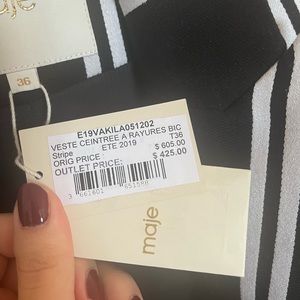 maje
36
E19VAKILA051202
VESTE CEINTREE A RAYURES BIC
Stripe T36
ETE 2019
ORIG PRICE : $ 605.00
OUTLET PRICE: $ 425.00
maje